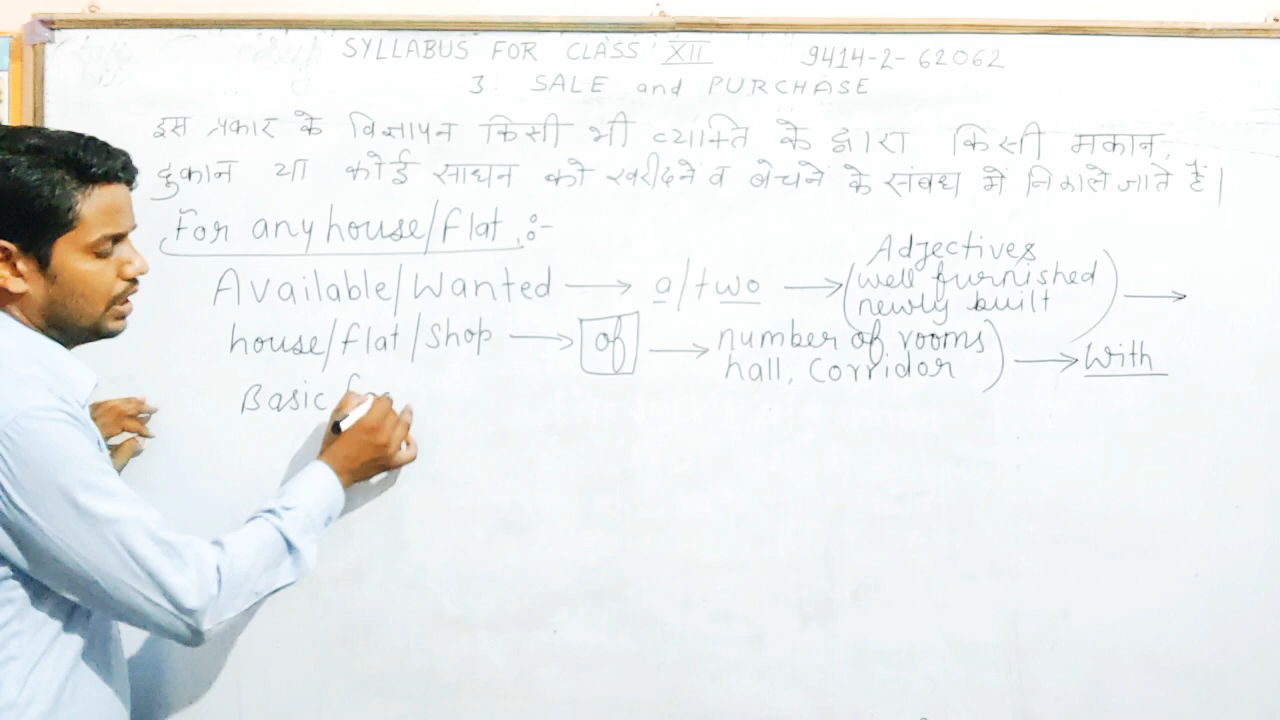 SYLLABUS FOR CLASS XII 9414-2-62062
3. SALE and PURCHASE
इस प्रकार के विज्ञापन किसी भी व्यक्ति के द्वारा किसी मकान,
दुकान या कोई साधन को खरीदने व बेचने के संबध में निकाले जाते हैं।
For any house/flat :-
Available/Wanted → a/two → (Adjectives
well furnished
newly built) →
house/flat/shop → of → number of rooms
hall, Corridor) → With
Basic